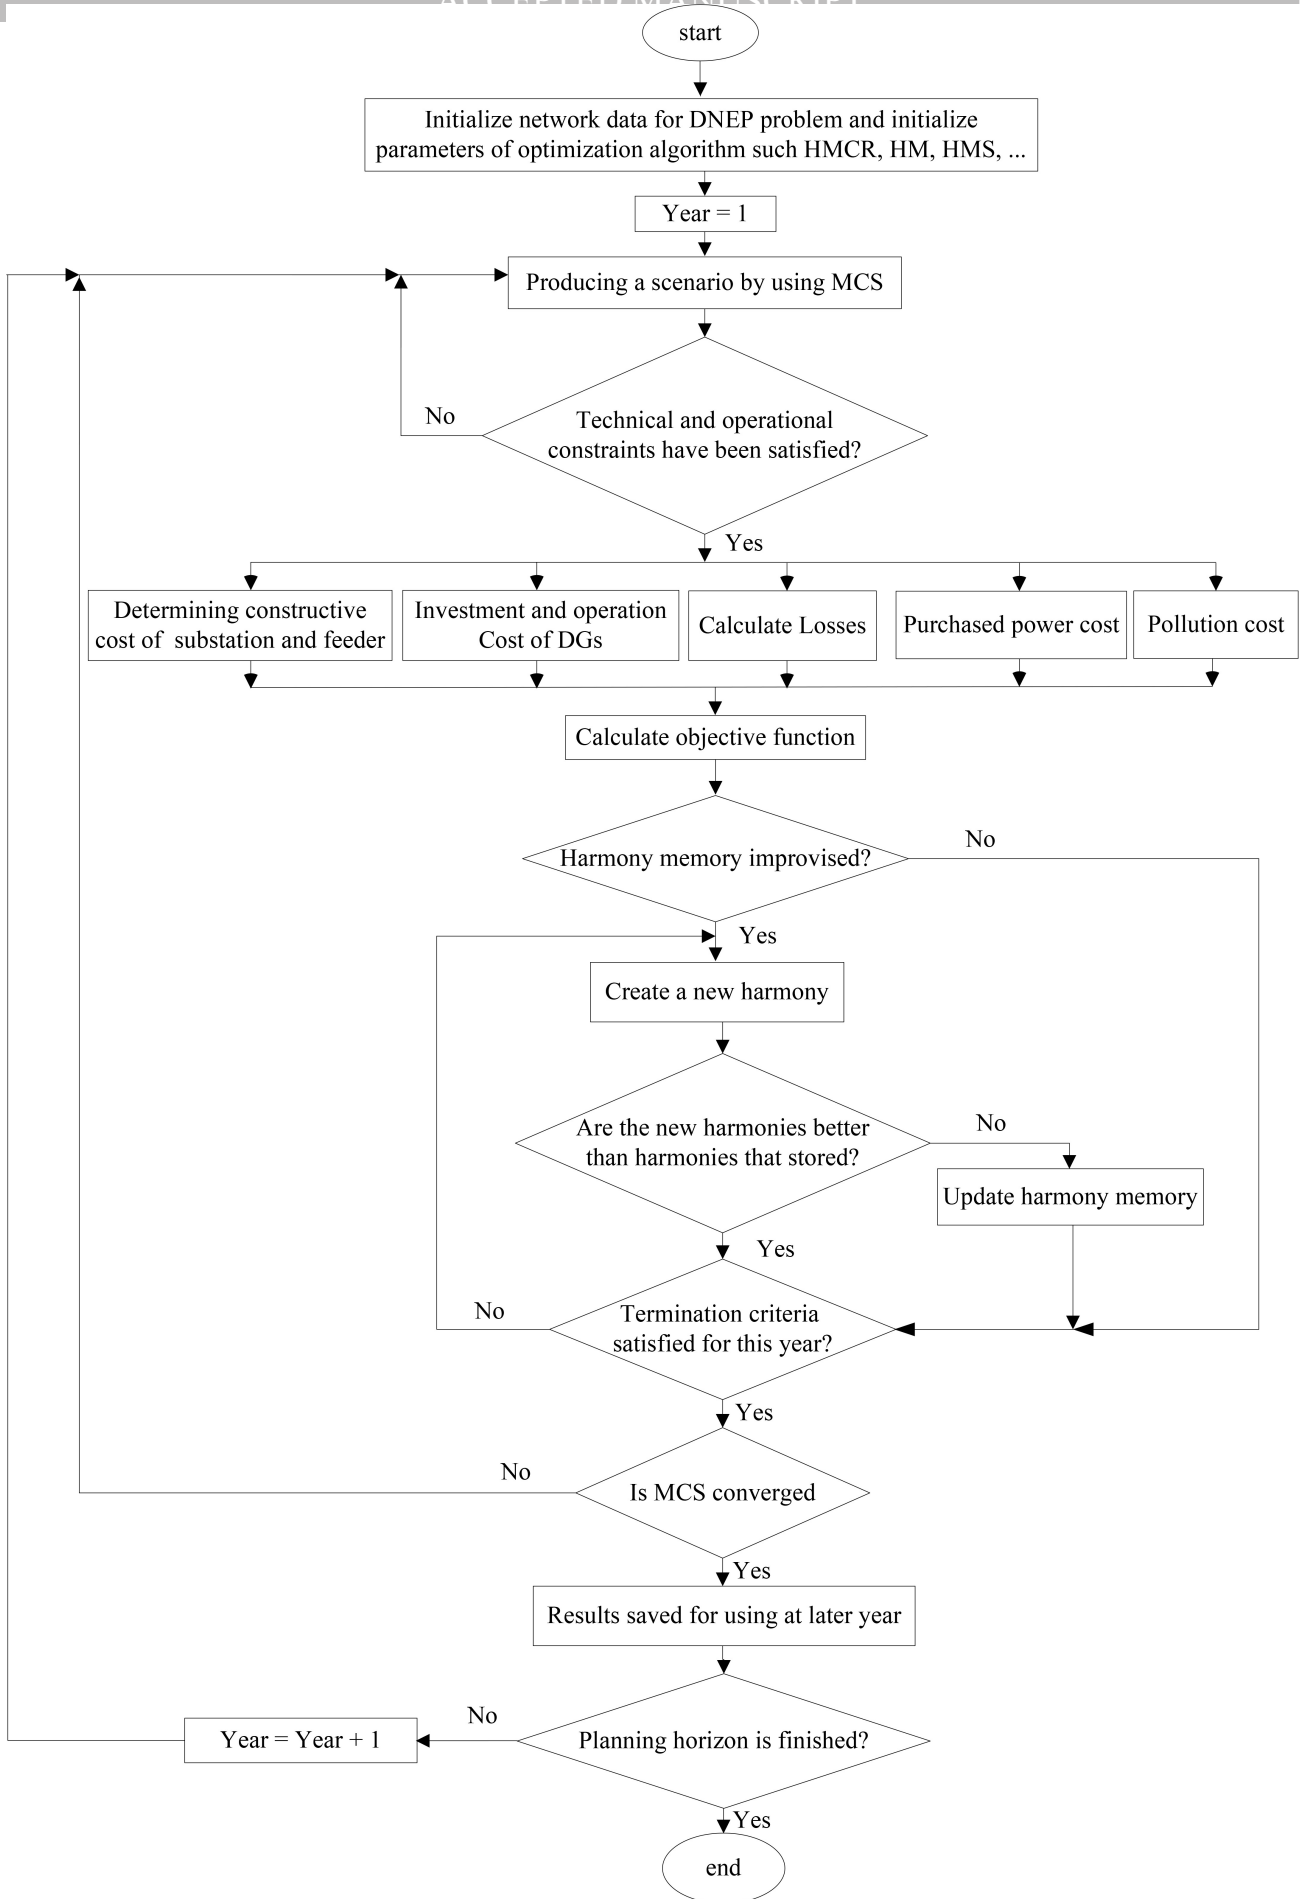 ACCEPTED MANUSCRIPT
start
Initialize network data for DNEP problem and initialize
parameters of optimization algorithm such HMCR, HM, HMS, ...
Year = 1
Producing a scenario by using MCS
Technical and operational
constraints have been satisfied?
No
Yes
Determining constructive
cost of substation and feeder
Investment and operation
Cost of DGs
Calculate Losses
Purchased power cost
Pollution cost
Calculate objective function
Harmony memory improvised?
No
Yes
Create a new harmony
Are the new harmonies better
than harmonies that stored?
No
Update harmony memory
Yes
Termination criteria
satisfied for this year?
No
Yes
Is MCS converged
No
Yes
Results saved for using at later year
Planning horizon is finished?
No
Year = Year + 1
Yes
end